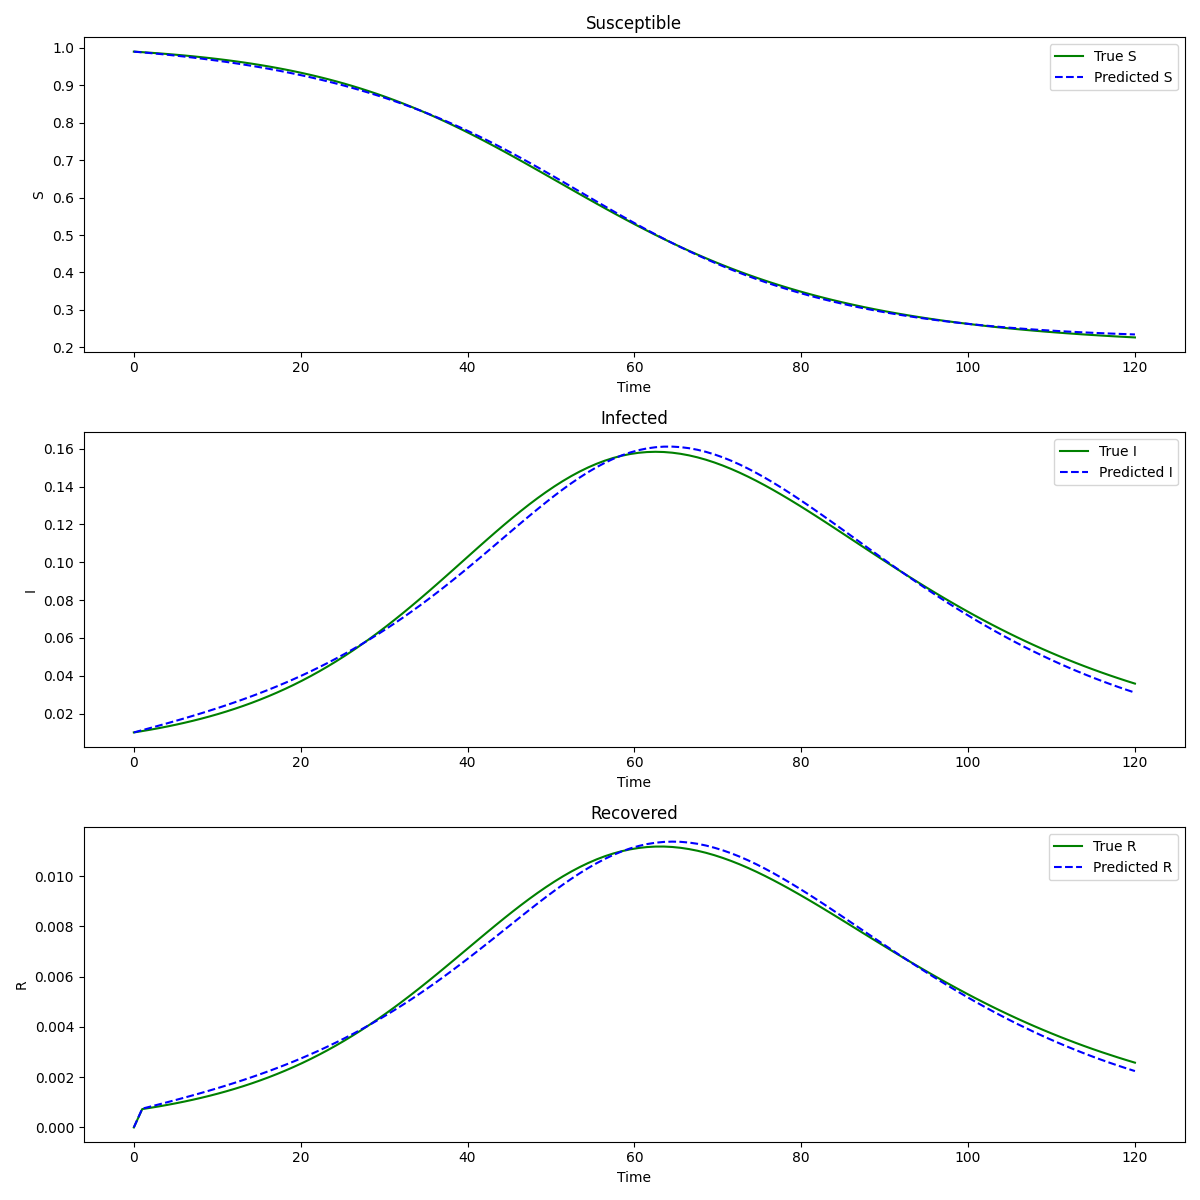 Susceptible
1.0
0.9
0.8
0.7
0.6
0.5
0.4
0.3
0.2
S
True S
Predicted S
0 20 40 60 80 100 120
Time
Infected
0.16
0.14
0.12
0.10
0.08
0.06
0.04
0.02
I
True I
Predicted I
0 20 40 60 80 100 120
Time
Recovered
0.010
0.008
0.006
0.004
0.002
0.000
R
True R
Predicted R
0 20 40 60 80 100 120
Time